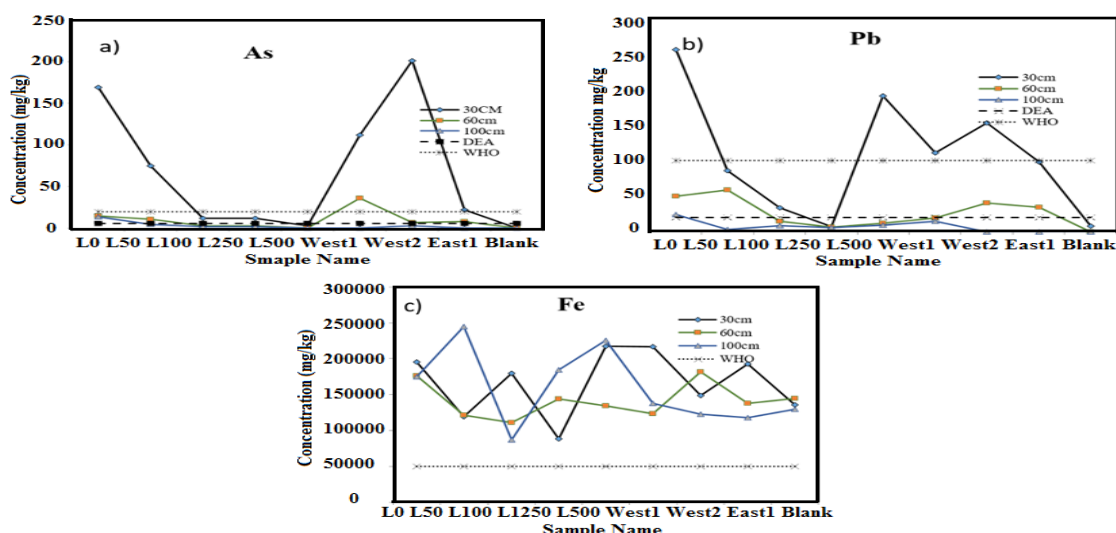 a)
As
Concentration (mg/kg)
250
200
150
100
50
0
30CM
60cm
100cm
DEA
WHO
L0 L50 L100 L250 L500 West1 West2 East1 Blank
Smaple Name
b)
Pb
Concentration mg/kg
300
250
200
150
100
50
0
30cm
60cm
100cm
DEA
WHO
L0 L50 L100 L250 L500 West1 West2 East1 Blank
Sample Name
c)
Fe
Concentration (mg/kg)
300000
250000
200000
150000
100000
50000
0
30cm
60cm
100cm
WHO
L0 L50 L100 L1250 L500 West1 West2 East1 Blank
Sample Name